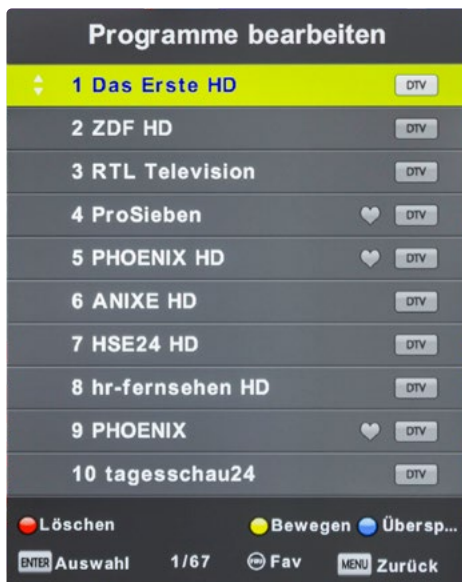 Programme bearbeiten
1 Das Erste HD DTV
2 ZDF HD DTV
3 RTL Television DTV
4 ProSieben DTV
5 PHOENIX HD DTV
6 ANIXE HD DTV
7 HSE24 HD DTV
8 hr-fernsehen HD DTV
9 PHOENIX DTV
10 tagesschau24 DTV
Löschen Bewegen Übersp...
ENTER Auswahl 1/67 FAV Fav MENU Zurück